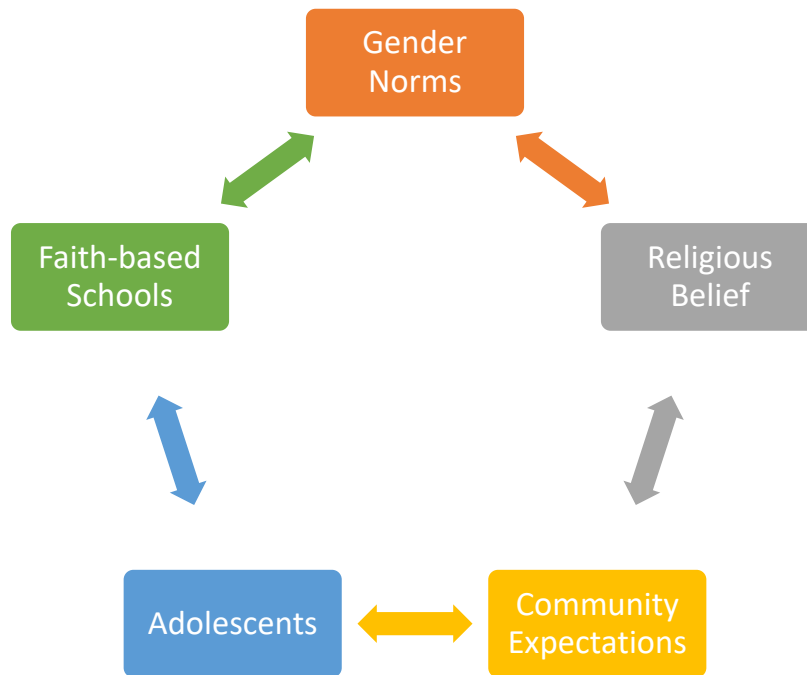 Gender
Norms
Faith-based
Schools
Religious
Belief
Adolescents
Community
Expectations